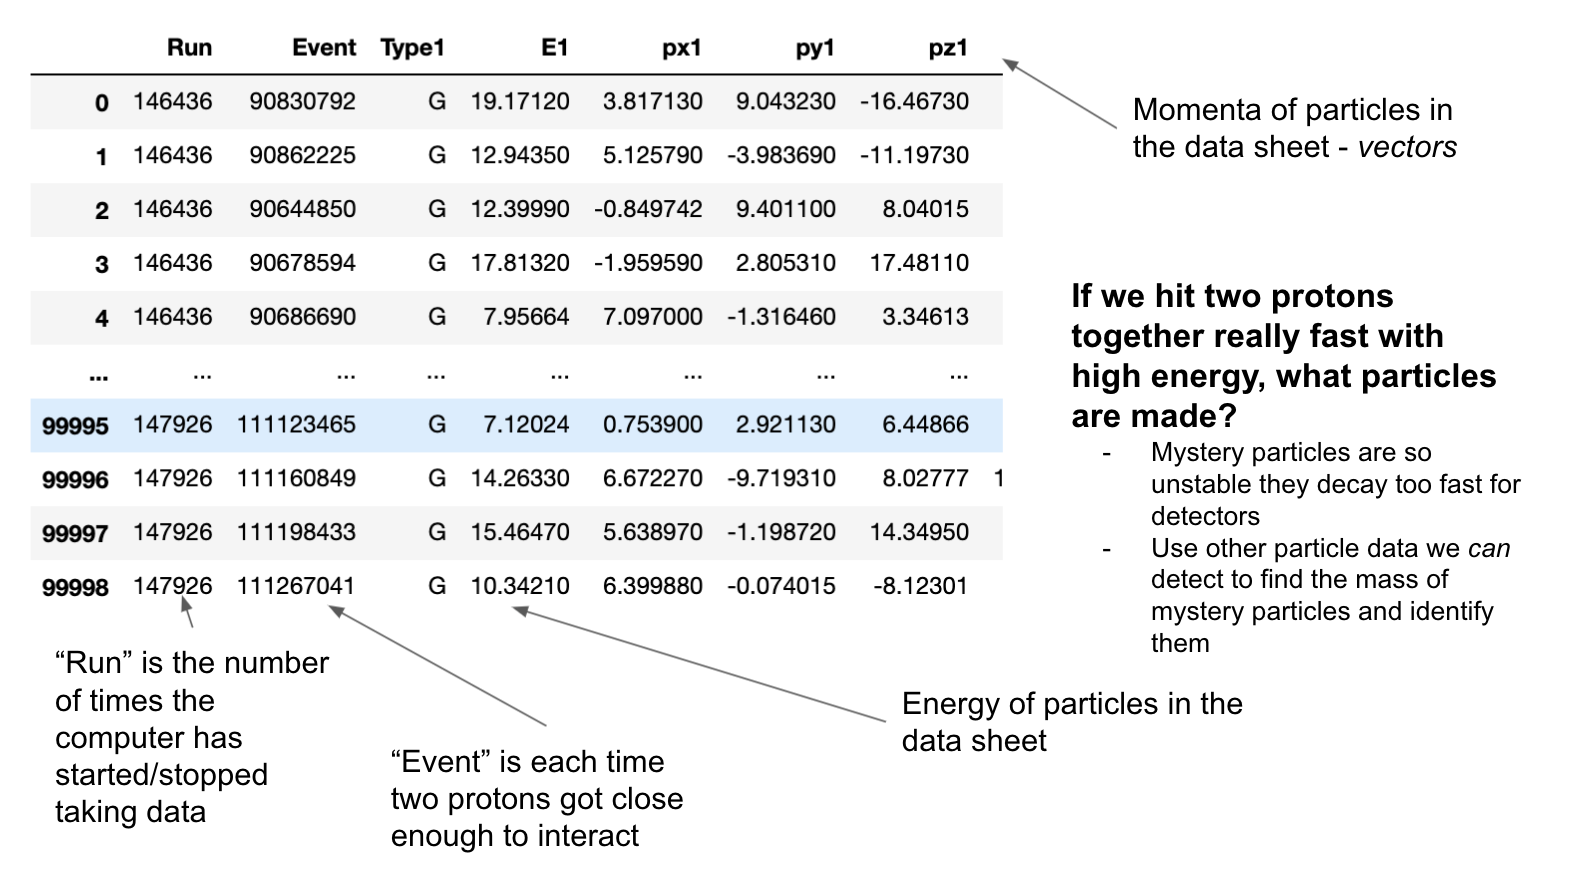 Run Event Type1 E1 px1 py1 pz1
0 146436 90830792 G 19.17120 3.817130 9.043230 -16.46730
1 146436 90862225 G 12.94350 5.125790 -3.983690 -11.19730
2 146436 90644850 G 12.39990 -0.849742 9.401100 8.04015
3 146436 90678594 G 17.81320 -1.959590 2.805310 17.48110
4 146436 90686690 G 7.95664 7.097000 -1.316460 3.34613
... ... ... ... ... ... ... ...
99995 147926 111123465 G 7.12024 0.753900 2.921130 6.44866
99996 147926 111160849 G 14.26330 6.672270 -9.719310 8.02777 1
99997 147926 111198433 G 15.46470 5.638970 -1.198720 14.34950
99998 147926 111267041 G 10.34210 6.399880 -0.074015 -8.12301
Momenta of particles in
the data sheet - vectors
If we hit two protons
together really fast with
high energy, what particles
are made?
- Mystery particles are so
unstable they decay too fast for
detectors
- Use other particle data we can
detect to find the mass of
mystery particles and identify
them
“Run” is the number
of times the
computer has
started/stopped
taking data
“Event” is each time
two protons got close
enough to interact
Energy of particles in the
data sheet